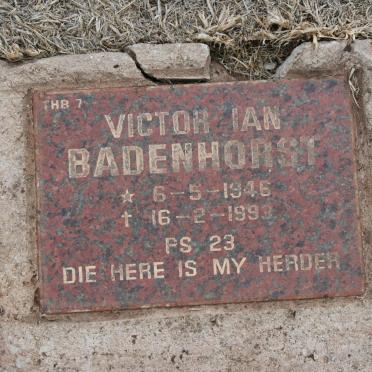 THB 7
VICTOR IAN
BADENHORST
☆ 6-5-1946
† 16-2-1993
PS 23
DIE HERE IS MY HERDER